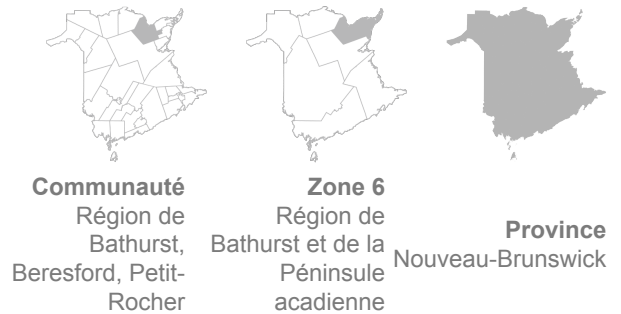 Communauté
Région de
Bathurst,
Beresford, Petit-
Rocher
Zone 6
Région de
Bathurst et de la
Péninsule
acadienne
Province
Nouveau-Brunswick